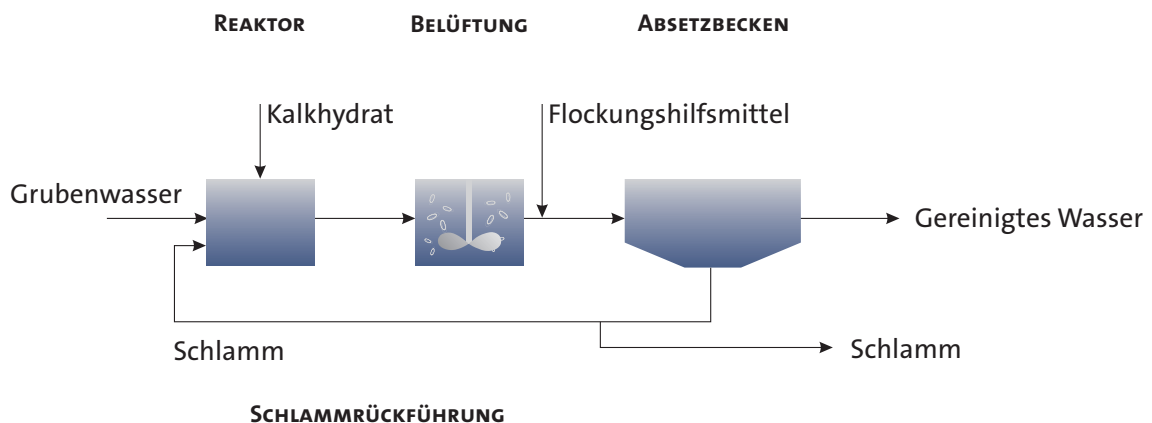 REAKTOR
BELÜFTUNG
ABSETZBECKEN
Kalkhydrat
Flockungshilfsmittel
Grubenwasser
Gereinigtes Wasser
Schlamm
Schlamm
SCHLAMMRÜCKFÜHRUNG